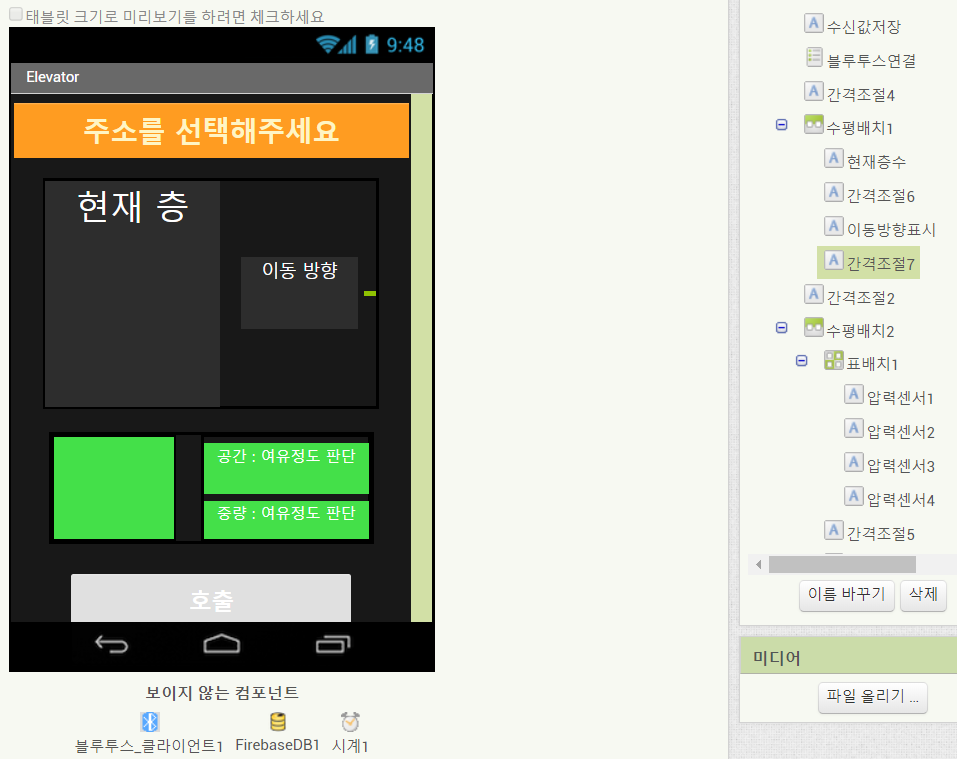 태블릿 크기로 미리보기를 하려면 체크하세요
9:48
Elevator
주소를 선택해주세요
현재 층
이동 방향
공간 : 여유정도 판단
중량 : 여유정도 판단
호출
보이지 않는 컴포넌트
블루투스_클라이언트1
FirebaseDB1
시계1
수신값저장
블루투스연결
간격조절4
수평배치1
현재층수
간격조절6
이동방향표시
간격조절7
간격조절2
수평배치2
표배치1
압력센서1
압력센서2
압력센서3
압력센서4
간격조절5
이름 바꾸기
삭제
미디어
파일 올리기 ...